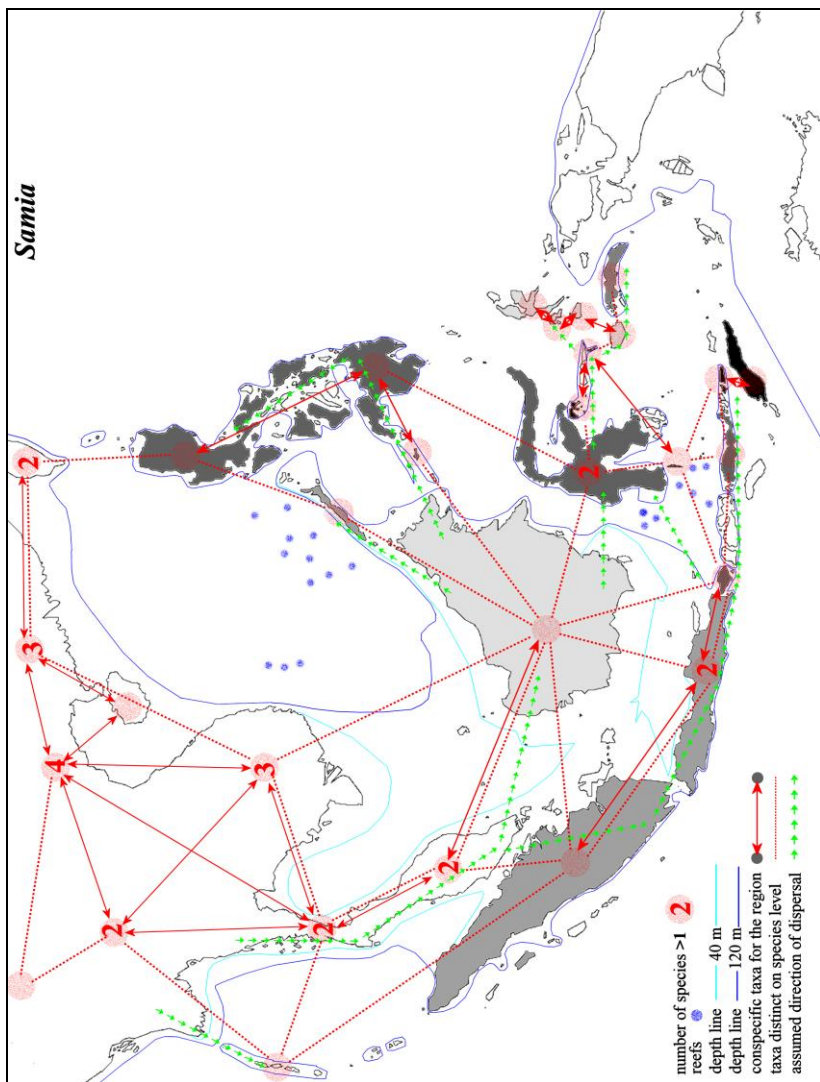 Samia
3 2
4
2
3
2
2
2
2
number of species >1 2
reefs
depth line 40 m
depth line 120 m
conspecific taxa for the region
taxa distinct on species level
assumed direction of dispersal